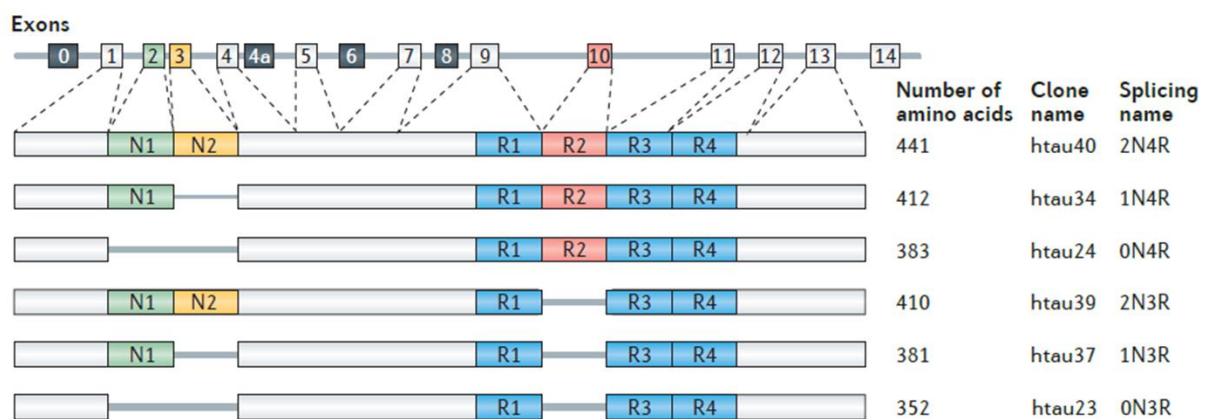 Exons
0 1 2 3 4 4a 5 6 7 8 9 10 11 12 13 14
Number of amino acids Clone name Splicing name
N1 N2 R1 R2 R3 R4 441 htau40 2N4R
N1 R1 R2 R3 R4 412 htau34 1N4R
R1 R2 R3 R4 383 htau24 0N4R
N1 N2 R1 R3 R4 410 htau39 2N3R
N1 R1 R3 R4 381 htau37 1N3R
R1 R3 R4 352 htau23 0N3R